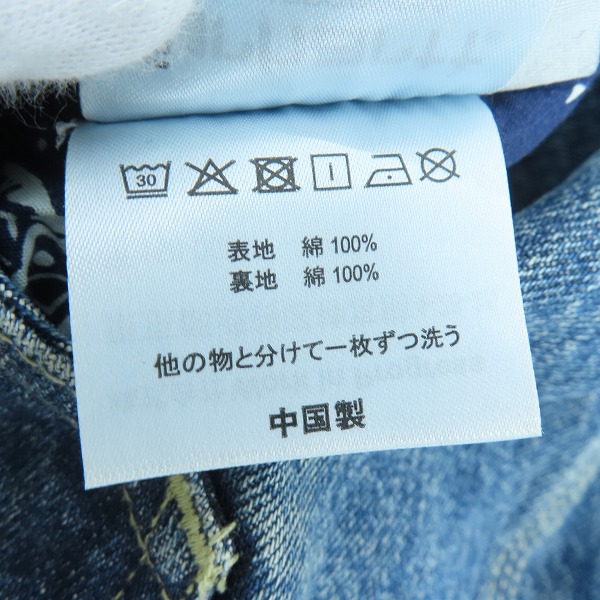 30
表地 綿 100%
裏地 綿 100%
他の物と分けて一枚ずつ洗う
中国製